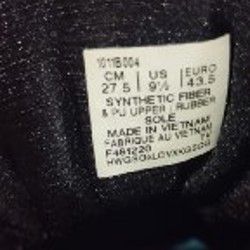 1011B004
CM | US | EURO
27.5 | 9½ | 43.5
SYNTHETIC FIBER
& PU UPPER / RUBBER
SOLE
MADE IN VIETNAM
FABRIQUE AU VIETNAM
F481220